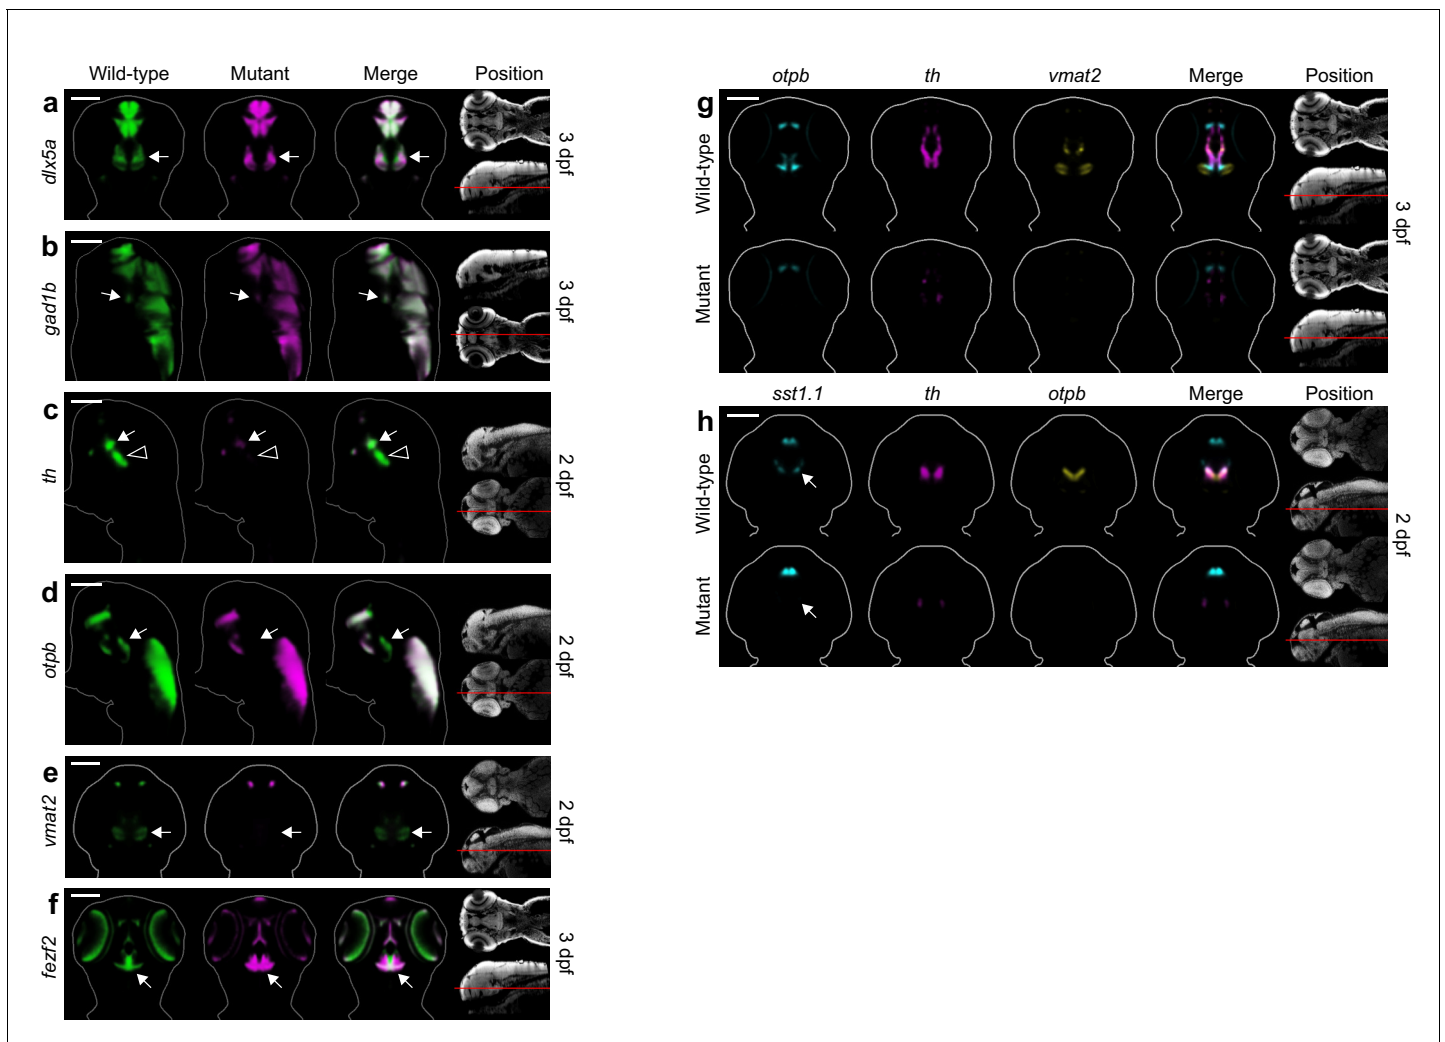 Wild-type Mutant Merge Position
a dlx5a 3 dpf
b gad1b 3 dpf
c th 2 dpf
d otpb 2 dpf
e vmat2 2 dpf
f fezf2 3 dpf
otpb th vmat2 Merge Position
g Wild-type
Mutant
3 dpf
sst1.1 th otpb Merge Position
h Wild-type
Mutant
2 dpf